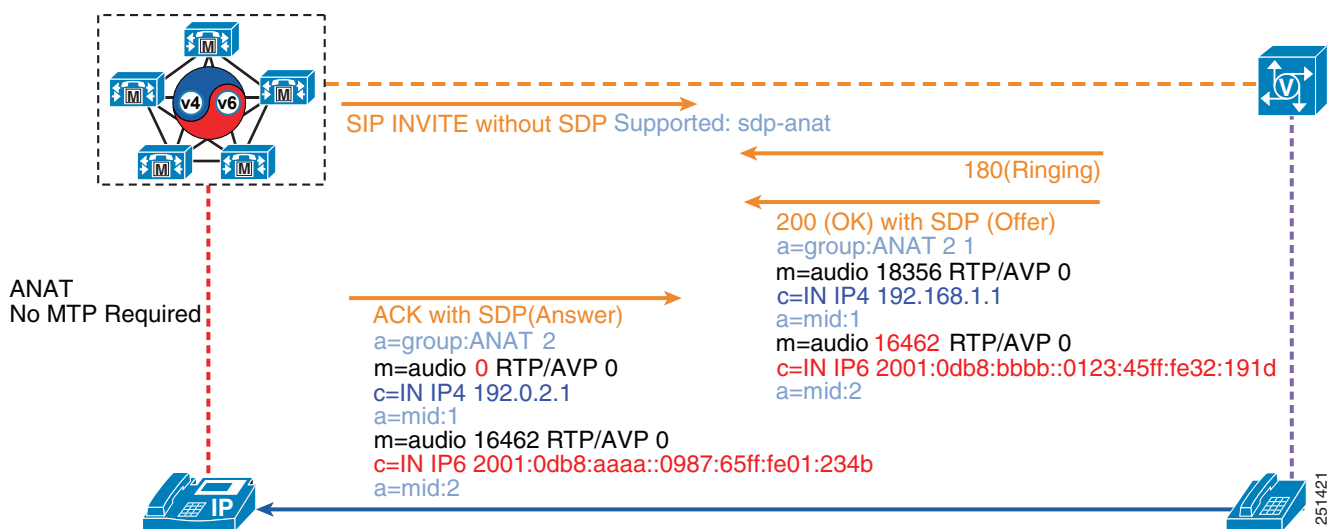 M
M
v4
v6
M
M
M
V
SIP INVITE without SDP Supported: sdp-anat
180(Ringing)
200 (OK) with SDP (Offer)
a=group:ANAT 2 1
m=audio 18356 RTP/AVP 0
c=IN IP4 192.168.1.1
a=mid:1
m=audio 16462 RTP/AVP 0
c=IN IP6 2001:0db8:bbbb::0123:45ff:fe32:191d
a=mid:2
ANAT
No MTP Required
ACK with SDP(Answer)
a=group:ANAT 2
m=audio 0 RTP/AVP 0
c=IN IP4 192.0.2.1
a=mid:1
m=audio 16462 RTP/AVP 0
c=IN IP6 2001:0db8:aaaa::0987:65ff:fe01:234b
a=mid:2
IP
251421